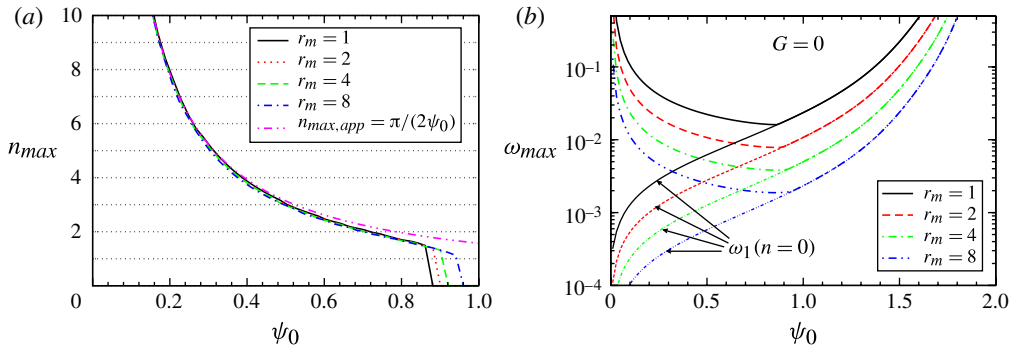 (a)
10
8
6
4
2
0
n_max
0.2
0.4
0.6
0.8
1.0
ψ_0
r_m = 1
r_m = 2
r_m = 4
r_m = 8
n_max,app = π/(2ψ_0)
(b)
G = 0
10^−1
10^−2
10^−3
10^−4
ω_max
ω_1(n = 0)
r_m = 1
r_m = 2
r_m = 4
r_m = 8
0
0.5
1.0
1.5
2.0
ψ_0